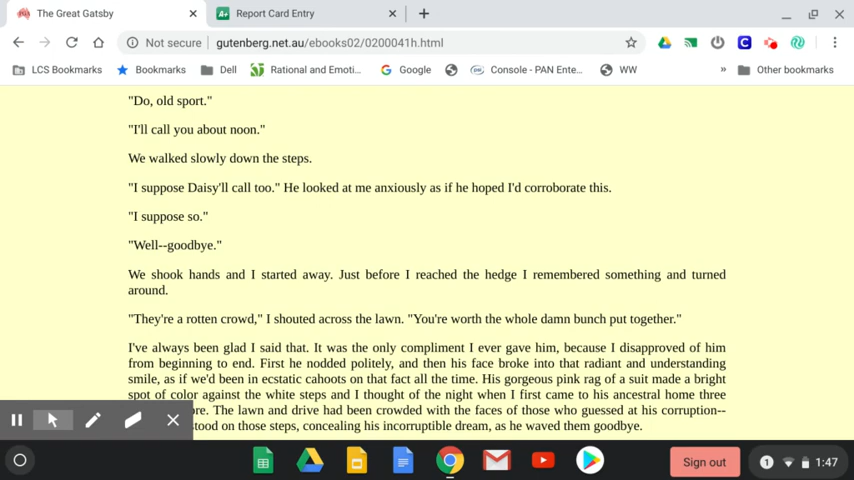 The Great Gatsby
Report Card Entry
Not secure | gutenberg.net.au/ebooks02/0200041h.html
LCS Bookmarks
Bookmarks
Dell
Rational and Emoti...
Google
Console - PAN Ente...
WW
»
Other bookmarks
"Do, old sport."
"I'll call you about noon."
We walked slowly down the steps.
"I suppose Daisy'll call too." He looked at me anxiously as if he hoped I'd corroborate this.
"I suppose so."
"Well--goodbye."
We shook hands and I started away. Just before I reached the hedge I remembered something and turned
around.
"They're a rotten crowd," I shouted across the lawn. "You're worth the whole damn bunch put together."
I've always been glad I said that. It was the only compliment I ever gave him, because I disapproved of him
from beginning to end. First he nodded politely, and then his face broke into that radiant and understanding
smile, as if we'd been in ecstatic cahoots on that fact all the time. His gorgeous pink rag of a suit made a bright
spot of color against the white steps and I thought of the night when I first came to his ancestral home three
ore. The lawn and drive had been crowded with the faces of those who guessed at his corruption--
stood on those steps, concealing his incorruptible dream, as he waved them goodbye.
Sign out
1
1:47